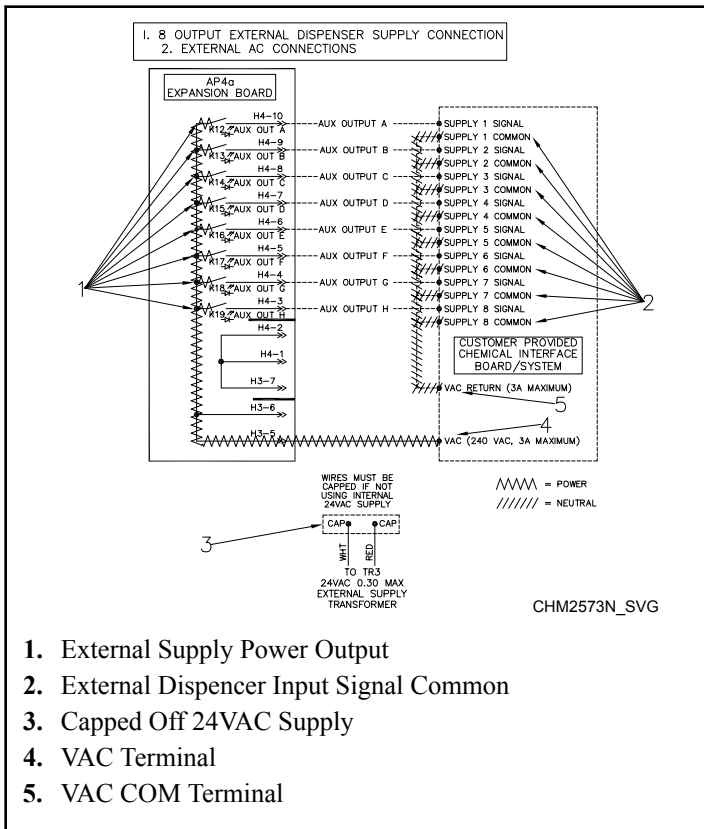 1. 8 OUTPUT EXTERNAL DISPENSER SUPPLY CONNECTION
2. EXTERNAL AC CONNECTIONS
AP4a
EXPANSION BOARD
H4-10
K12 AUX OUT A
AUX OUTPUT A
SUPPLY 1 SIGNAL
SUPPLY 1 COMMON
H4-9
K13 AUX OUT B
AUX OUTPUT B
SUPPLY 2 SIGNAL
SUPPLY 2 COMMON
H4-8
K14 AUX OUT C
AUX OUTPUT C
SUPPLY 3 SIGNAL
SUPPLY 3 COMMON
H4-7
K15 AUX OUT D
AUX OUTPUT D
SUPPLY 4 SIGNAL
SUPPLY 4 COMMON
H4-6
K16 AUX OUT E
AUX OUTPUT E
SUPPLY 5 SIGNAL
SUPPLY 5 COMMON
H4-5
K17 AUX OUT F
AUX OUTPUT F
SUPPLY 6 SIGNAL
SUPPLY 6 COMMON
H4-4
K18 AUX OUT G
AUX OUTPUT G
SUPPLY 7 SIGNAL
SUPPLY 7 COMMON
H4-3
K19 AUX OUT H
AUX OUTPUT H
SUPPLY 8 SIGNAL
SUPPLY 8 COMMON
1
2
H4-2
H4-1
H3-7
H3-6
H3-5
CUSTOMER PROVIDED
CHEMICAL INTERFACE
BOARD/SYSTEM
VAC RETURN (3A MAXIMUM)
5
4
VAC (240 VAC, 3A MAXIMUM)
WIRES MUST BE
CAPPED IF NOT
USING INTERNAL
24VAC SUPPLY
= POWER
= NEUTRAL
3
CAP
CAP
WHT
RED
TO TR3
24VAC 0.30 MAX
EXTERNAL SUPPLY
TRANSFORMER
CHM2573N_SVG
1. External Supply Power Output
2. External Dispencer Input Signal Common
3. Capped Off 24VAC Supply
4. VAC Terminal
5. VAC COM Terminal